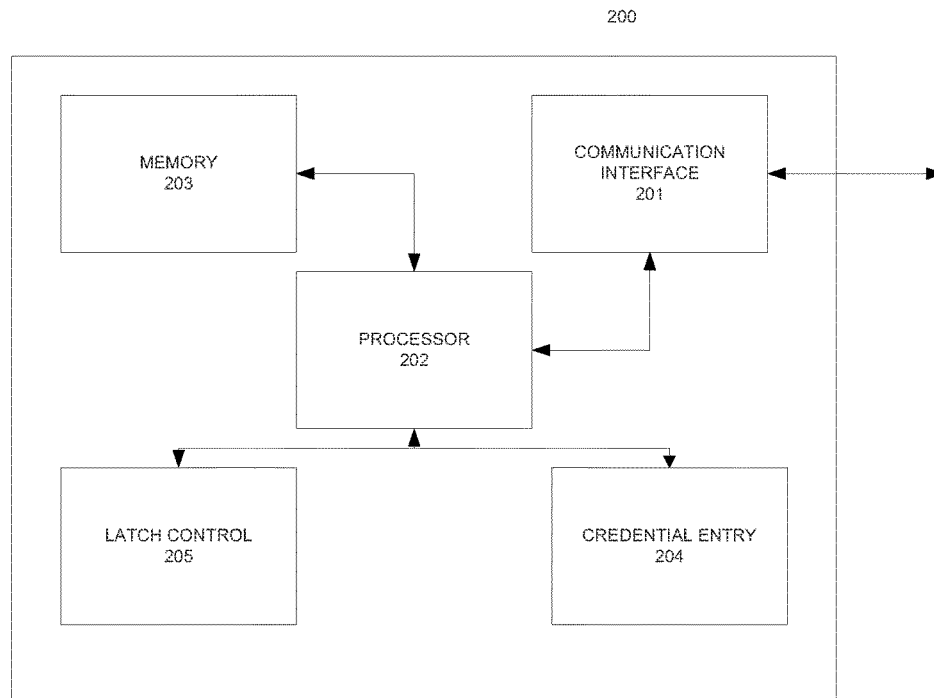 200
MEMORY
203
COMMUNICATION
INTERFACE
201
PROCESSOR
202
LATCH CONTROL
205
CREDENTIAL ENTRY
204